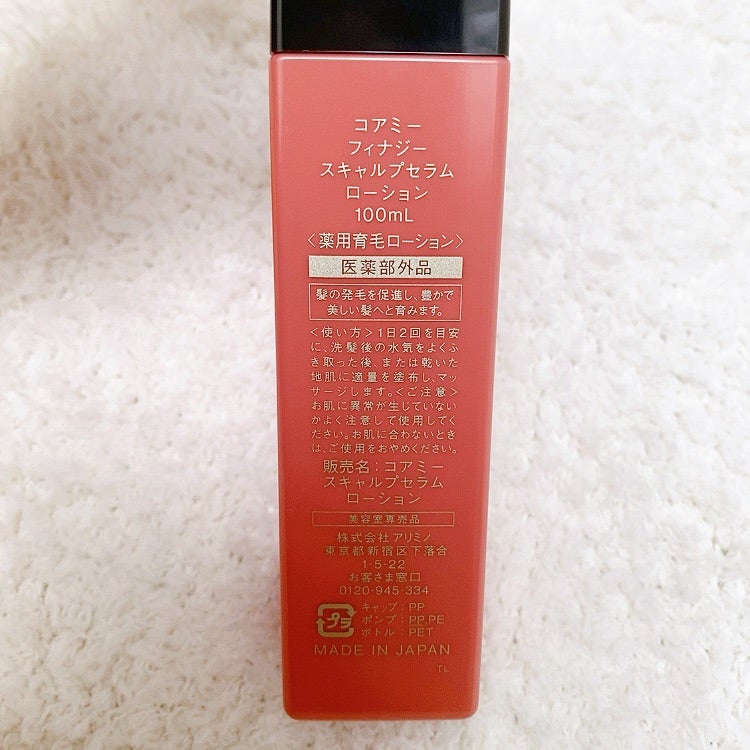 コアミー
フィナジー
スキャルプセラム
ローション
100mL
〈薬用育毛ローション〉
医薬部外品
髪の発毛を促進し、豊かで
美しい髪へと育みます。
〈使い方〉1日2回を目安
に、洗髪後の水気をよくふ
き取った後、または乾いた
地肌に適量を塗布し、マッ
サージします。〈ご注意〉
お肌に異常が生じていない
かよく注意して使用してく
ださい。お肌に合わないとき
は、ご使用をおやめください。
販売名：コアミー
スキャルプセラム
ローション
美容室専売品
株式会社アリミノ
東京都新宿区下落合
1-5-22
お客さま窓口
0120-945-334
プラ
キャップ：PP
ポンプ：PP,PE
ボトル：PET
MADE IN JAPAN
TL